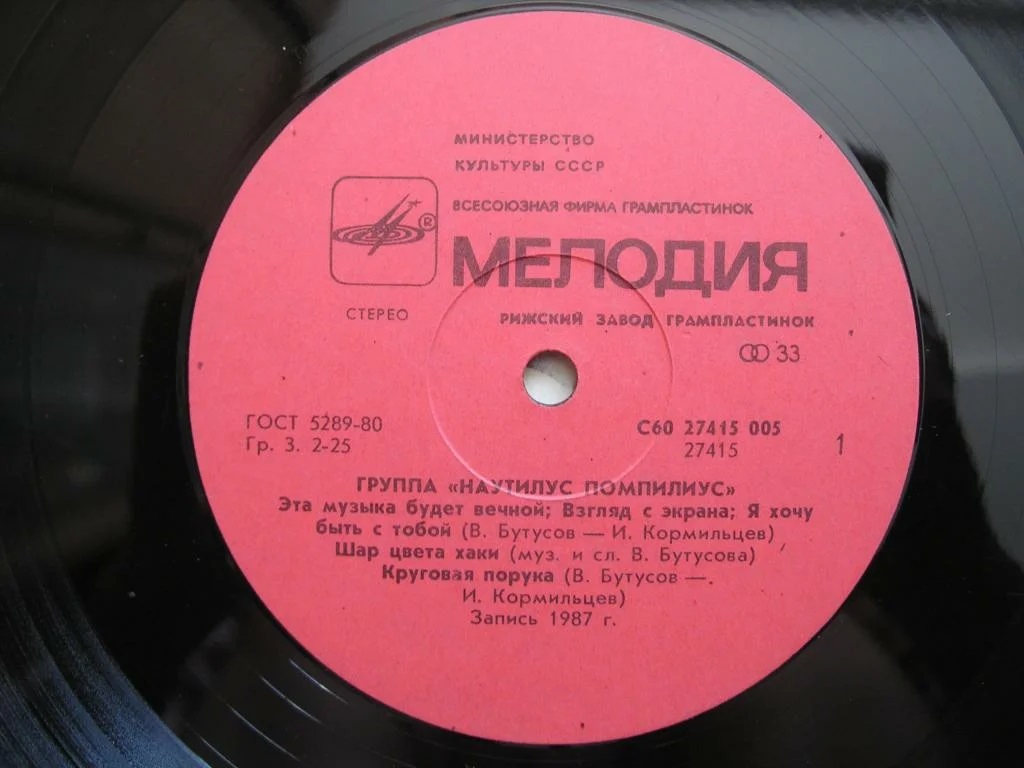 МИНИСТЕРСТВО
КУЛЬТУРЫ СССР
ВСЕСОЮЗНАЯ ФИРМА ГРАМПЛАСТИНОК
®
МЕЛОДИЯ
СТЕРЕО
РИЖСКИЙ ЗАВОД ГРАМПЛАСТИНОК
33
ГОСТ 5289-80
Гр. 3. 2-25
С60 27415 005
27415
1
ГРУППА «НАУТИЛУС ПОМПИЛИУС»
Эта музыка будет вечной; Взгляд с экрана; Я хочу
быть с тобой (В. Бутусов — И. Кормильцев)
Шар цвета хаки (муз. и сл. В. Бутусова)
Круговая порука (В. Бутусов —
И. Кормильцев)
Запись 1987 г.